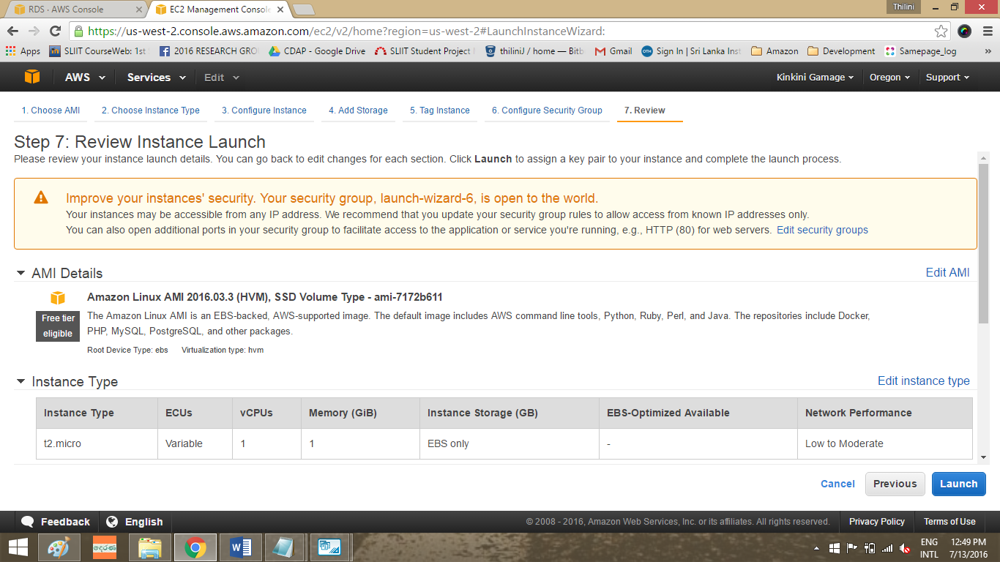 RDS · AWS Console
EC2 Management Console
Thilini
https://us-west-2.console.aws.amazon.com/ec2/v2/home?region=us-west-2#LaunchInstanceWizard:
Apps SLIIT CourseWeb: 1st 2016 RESEARCH GRO CDAP - Google Drive SLIIT Student Project thiliniJ / home — Bitb Gmail Sign In | Sri Lanka Inst Amazon Development Samepage_log »
AWS Services Edit Kinkini Gamage Oregon Support
1. Choose AMI 2. Choose Instance Type 3. Configure Instance 4. Add Storage 5. Tag Instance 6. Configure Security Group 7. Review
Step 7: Review Instance Launch
Please review your instance launch details. You can go back to edit changes for each section. Click Launch to assign a key pair to your instance and complete the launch process.
Improve your instances' security. Your security group, launch-wizard-6, is open to the world.
Your instances may be accessible from any IP address. We recommend that you update your security group rules to allow access from known IP addresses only.
You can also open additional ports in your security group to facilitate access to the application or service you're running, e.g., HTTP (80) for web servers. Edit security groups
AMI Details Edit AMI
Amazon Linux AMI 2016.03.3 (HVM), SSD Volume Type - ami-7172b611
Free tier
eligible
The Amazon Linux AMI is an EBS-backed, AWS-supported image. The default image includes AWS command line tools, Python, Ruby, Perl, and Java. The repositories include Docker,
PHP, MySQL, PostgreSQL, and other packages.
Root Device Type: ebs Virtualization type: hvm
Instance Type Edit instance type
Instance Type ECUs vCPUs Memory (GiB) Instance Storage (GB) EBS-Optimized Available Network Performance
t2.micro Variable 1 1 EBS only - Low to Moderate
Cancel Previous Launch
Feedback English © 2008 - 2016, Amazon Web Services, Inc. or its affiliates. All rights reserved. Privacy Policy Terms of Use
දෙරණ
ENG 12:49 PM
INTL 7/13/2016